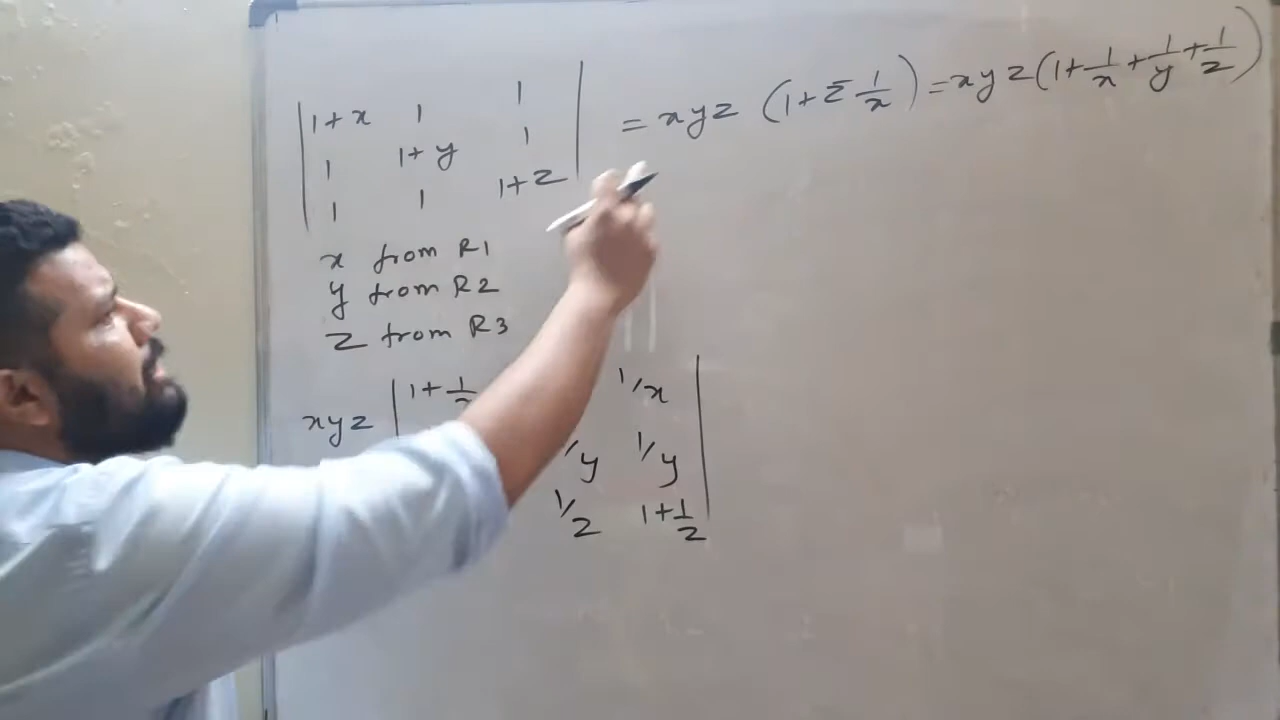 | 1+x 1 1 | = xyz (1+Σ 1/x) = xyz (1+1/x+1/y+1/z)
| 1 1+y 1 |
| 1 1 1+z |
x from R1
y from R2
z from R3
xyz | 1+ 1/x |
1/y 1/y
1/z 1+1/z